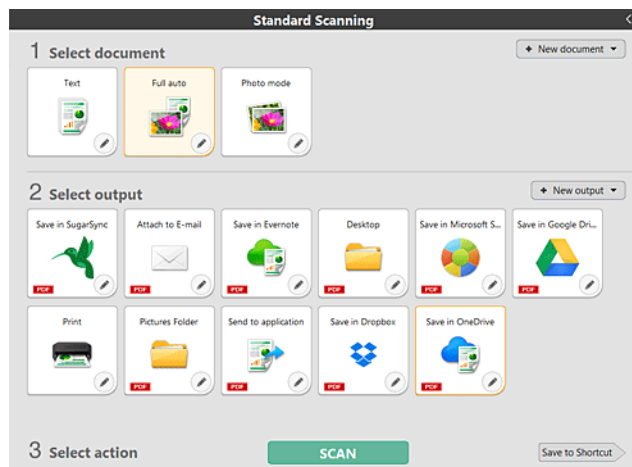 Standard Scanning
1 Select document
+ New document
Text
Full auto
Photo mode
2 Select output
+ New output
Save in SugarSync
Attach to E-mail
Save in Evernote
Desktop
Save in Microsoft S...
Save in Google Dri...
PDF
PDF
PDF
PDF
PDF
PDF
Print
Pictures Folder
Send to application
Save in Dropbox
Save in OneDrive
PDF
PDF
PDF
PDF
3 Select action
SCAN
Save to Shortcut